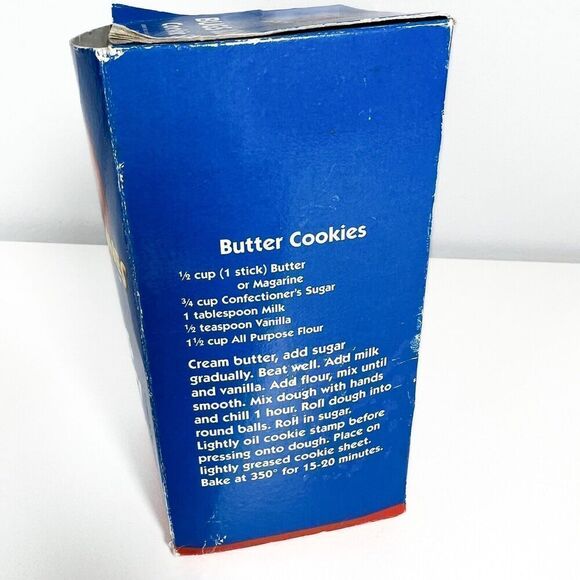 Butter Cookies
½ cup (1 stick) Butter
or Magarine
¾ cup Confectioner's Sugar
1 tablespoon Milk
½ teaspoon Vanilla
1½ cup All Purpose Flour
Cream butter, add sugar
gradually. Beat well. Add milk
and vanilla. Add flour, mix until
smooth. Mix dough with hands
and chill 1 hour. Roll dough into
round balls. Roll in sugar.
Lightly oil cookie stamp before
pressing onto dough. Place on
lightly greased cookie sheet.
Bake at 350° for 15-20 minutes.